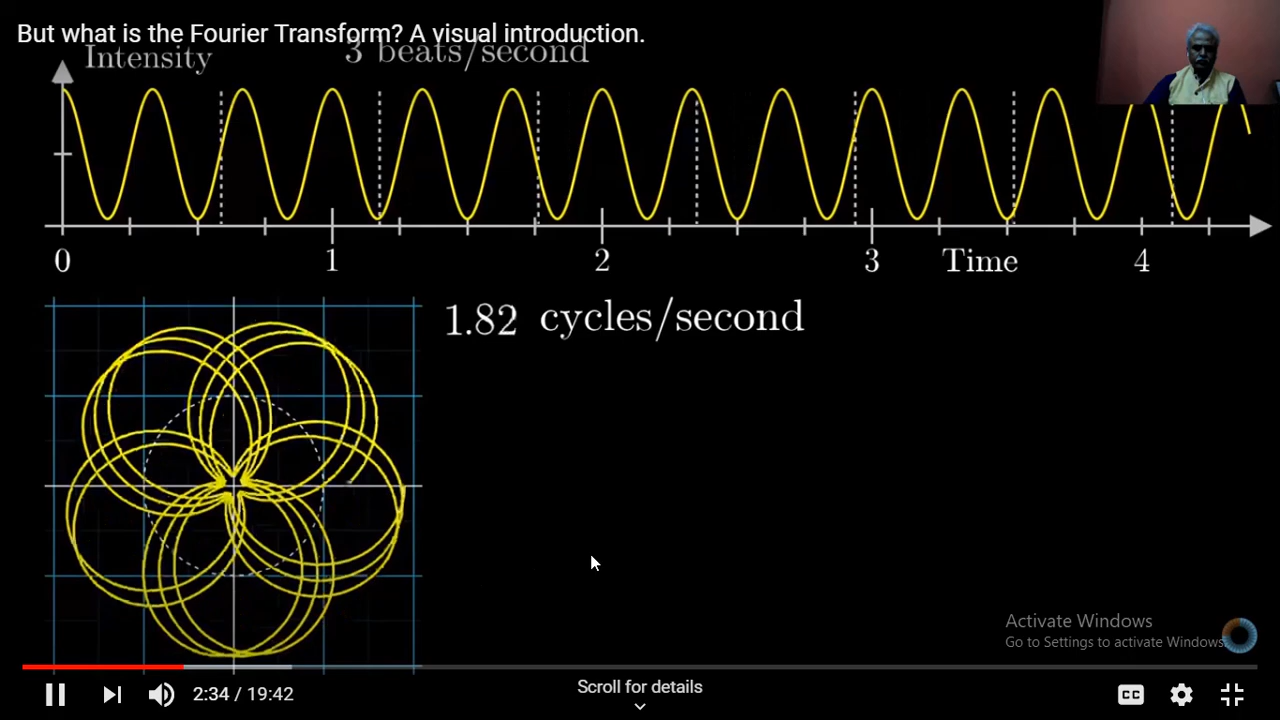 But what is the Fourier Transform? A visual introduction.
Intensity
3 beats/second
0 1 2 3 Time 4
1.82 cycles/second
Activate Windows
Go to Settings to activate Windows.
Scroll for details
2:34 / 19:42
CC